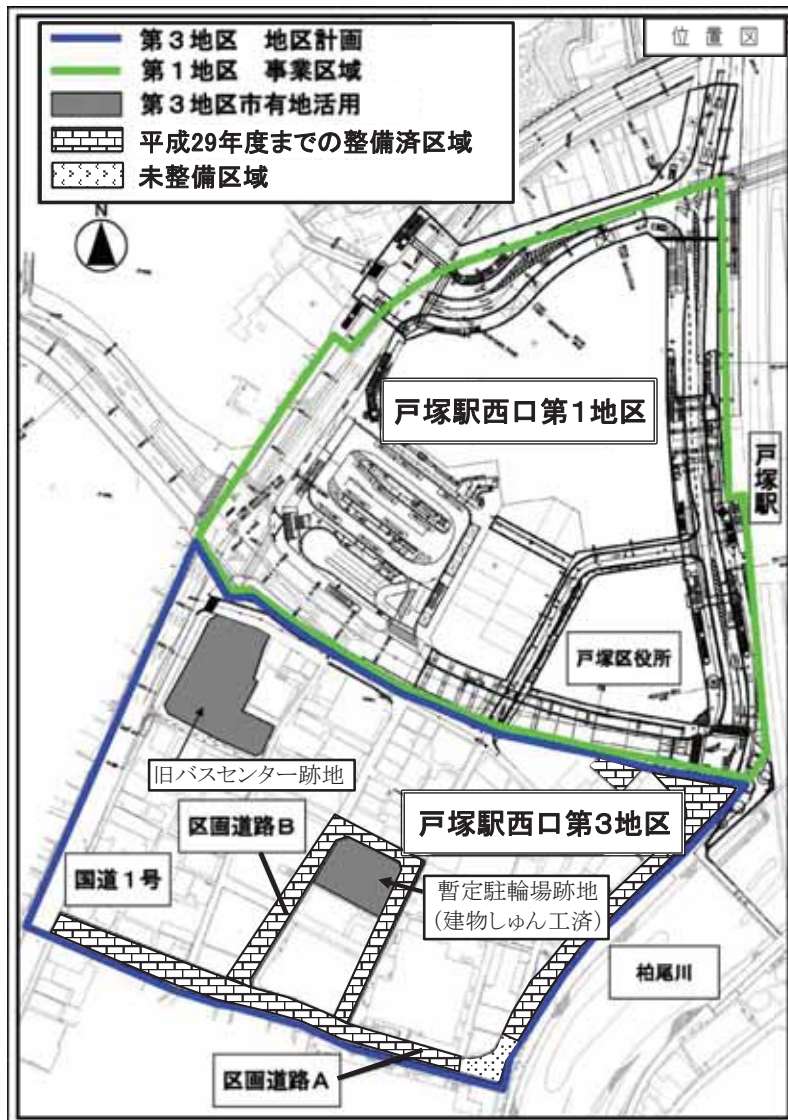 位置図
第3地区　地区計画
第1地区　事業区域
第3地区市有地活用
平成29年度までの整備済区域
未整備区域
N
戸塚駅西口第1地区
戸塚駅
戸塚区役所
旧バスセンター跡地
戸塚駅西口第3地区
区画道路B
国道1号
暫定駐輪場跡地
(建物しゅん工済)
柏尾川
区画道路A